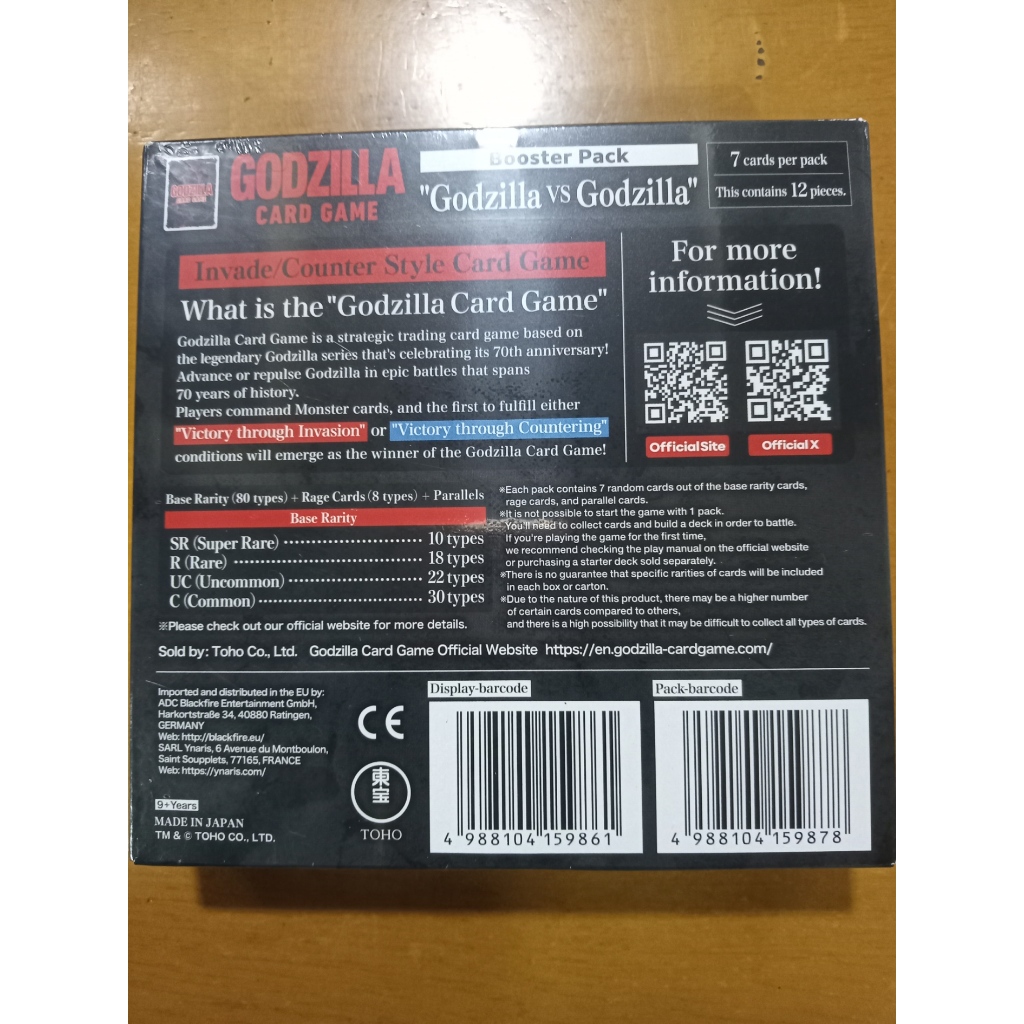 GODZILLA
CARD GAME
GODZILLA
CARD GAME
Booster Pack
"Godzilla VS Godzilla"
7 cards per pack
This contains 12 pieces.
Invade/Counter Style Card Game
What is the "Godzilla Card Game"
Godzilla Card Game is a strategic trading card game based on
the legendary Godzilla series that's celebrating its 70th anniversary!
Advance or repulse Godzilla in epic battles that spans
70 years of history.
Players command Monster cards, and the first to fulfill either
"Victory through Invasion" or "Victory through Countering"
conditions will emerge as the winner of the Godzilla Card Game!
For more
information!
Official Site
Official X
Base Rarity (80 types) + Rage Cards (8 types) + Parallels
Base Rarity
SR (Super Rare) ························ 10 types
R (Rare) ································· 18 types
UC (Uncommon) ······················· 22 types
C (Common) ····························· 30 types
※Please check out our official website for more details.
※Each pack contains 7 random cards out of the base rarity cards,
rage cards, and parallel cards.
※It is not possible to start the game with 1 pack.
You'll need to collect cards and build a deck in order to battle.
If you're playing the game for the first time,
we recommend checking the play manual on the official website
or purchasing a starter deck sold separately.
※There is no guarantee that specific rarities of cards will be included
in each box or carton.
※Due to the nature of this product, there may be a higher number
of certain cards compared to others,
and there is a high possibility that it may be difficult to collect all types of cards.
Sold by: Toho Co., Ltd. Godzilla Card Game Official Website https://en.godzilla-cardgame.com/
Imported and distributed in the EU by:
ADC Blackfire Entertainment GmbH,
Harkortstraße 34, 40880 Ratingen,
GERMANY
Web: http://blackfire.eu/
SARL Ynaris, 6 Avenue du Montboulon,
Saint Soupplets, 77165, FRANCE
Web: https://ynaris.com/
9+Years
MADE IN JAPAN
TM & © TOHO CO., LTD.
CE
東宝
TOHO
Display-barcode
4 988104 159861
Pack-barcode
4 988104 159878